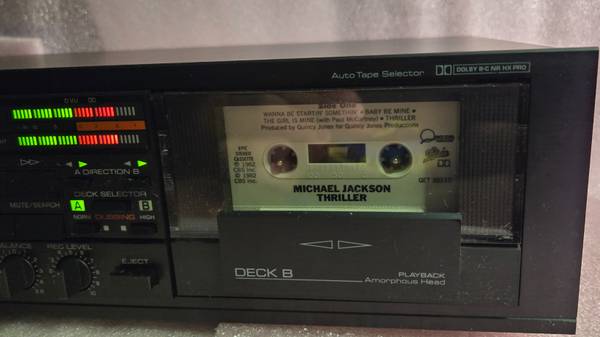 Auto Tape Selector
DOLBY B·C NR HX PRO
Side One
WANNA BE STARTIN' SOMETHIN' • BABY BE MINE •
THE GIRL IS MINE (with Paul McCartney) • THRILLER
Produced by Quincy Jones for Quincy Jones Productions
EPIC
STEREO
CASSETTE
© 1982
CBS Inc.
℗ 1982
CBS Inc.
MICHAEL JACKSON
THRILLER
QET
A DIRECTION B
DECK SELECTOR
A
B
MUTE/SEARCH
NORM DUBBING HIGH
BALANCE
REC LEVEL
EJECT
DECK B
PLAYBACK
Amorphous Head